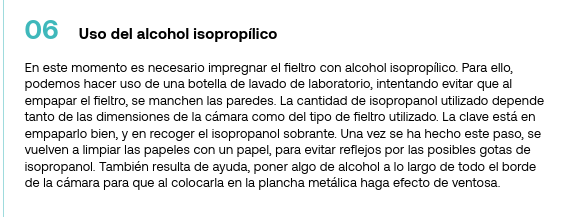 06 Uso del alcohol isopropílico
En este momento es necesario impregnar el fieltro con alcohol isopropílico. Para ello,
podemos hacer uso de una botella de lavado de laboratorio, intentando evitar que al
empapar el fieltro, se manchen las paredes. La cantidad de isopropanol utilizado depende
tanto de las dimensiones de la cámara como del tipo de fieltro utilizado. La clave está en
empaparlo bien, y en recoger el isopropanol sobrante. Una vez se ha hecho este paso, se
vuelven a limpiar las papeles con un papel, para evitar reflejos por las posibles gotas de
isopropanol. También resulta de ayuda, poner algo de alcohol a lo largo de todo el borde
de la cámara para que al colocarla en la plancha metálica haga efecto de ventosa.